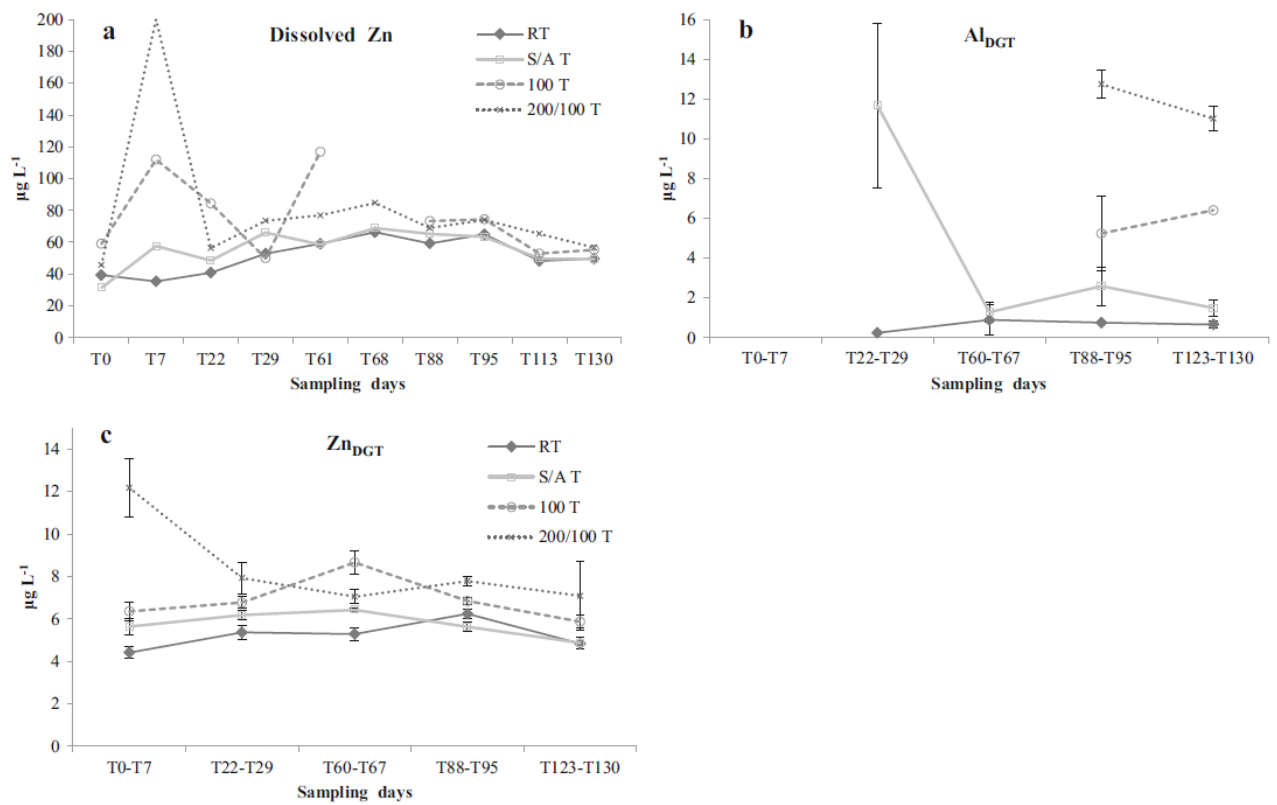 a
Dissolved Zn
RT
S/A T
100 T
200/100 T
µg L-1
200
180
160
140
120
100
80
60
40
20
0
T0 T7 T22 T29 T61 T68 T88 T95 T113 T130
Sampling days
b
AlDGT
µg L-1
16
14
12
10
8
6
4
2
0
T0-T7 T22-T29 T60-T67 T88-T95 T123-T130
Sampling days
c
ZnDGT
RT
S/A T
100 T
200/100 T
µg L-1
14
12
10
8
6
4
2
0
T0-T7 T22-T29 T60-T67 T88-T95 T123-T130
Sampling days